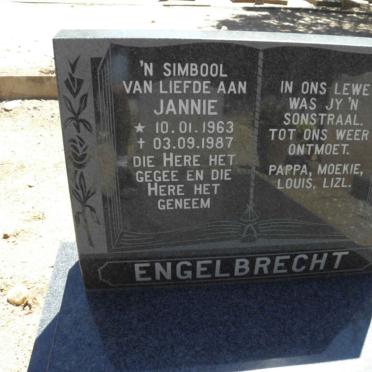 'N SIMBOOL
VAN LIEFDE AAN
JANNIE
★ 10.01.1963
✝ 03.09.1987
DIE HERE HET
GEGEE EN DIE
HERE HET
GENEEM
IN ONS LEWE
WAS JY 'N
SONSTRAAL.
TOT ONS WEER
ONTMOET.
PAPPA, MOEKIE,
LOUIS, LIZL.
ENGELBRECHT